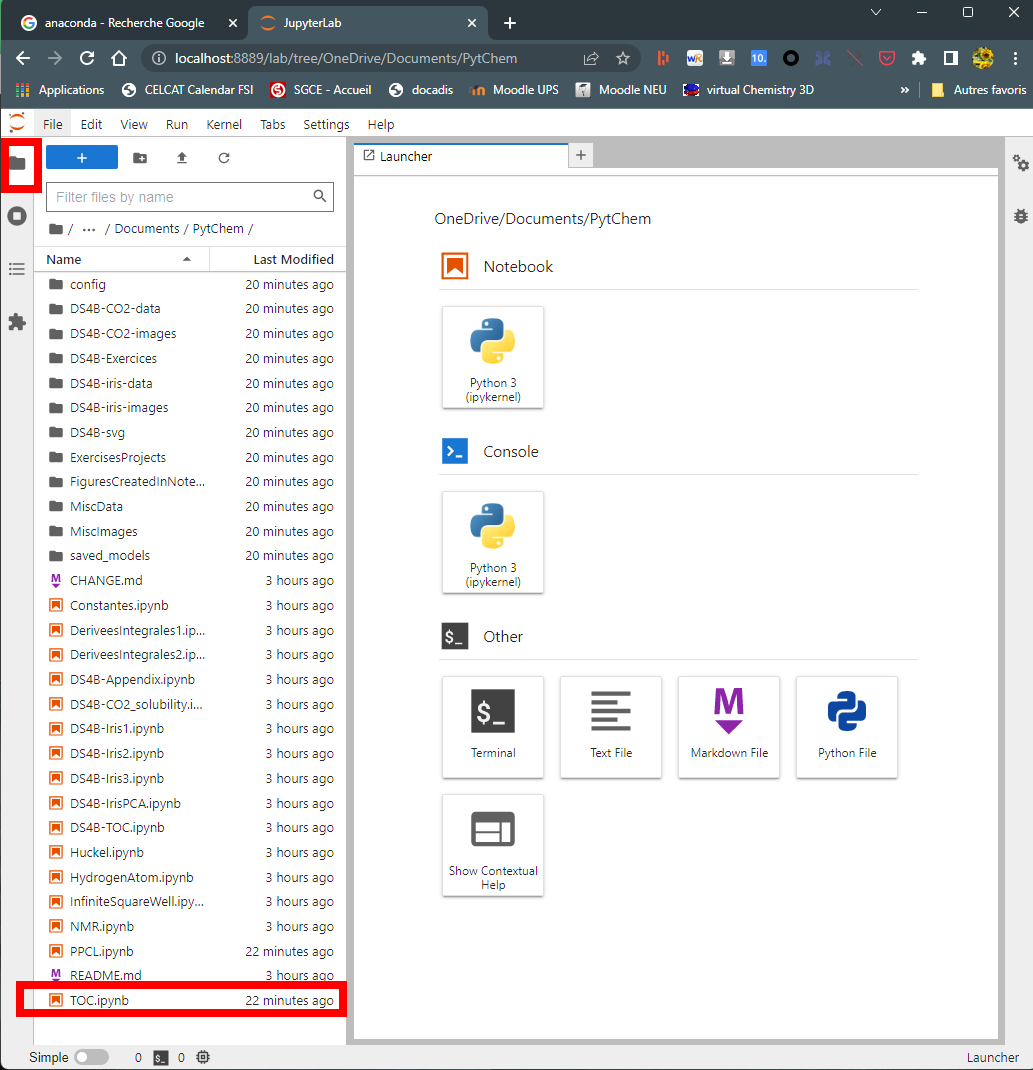 anaconda - Recherche Google
JupyterLab
localhost:8889/lab/tree/OneDrive/Documents/PytChem
Applications
CELCAT Calendar FSI
SGCE - Accueil
docadis
Moodle UPS
Moodle NEU
virtual Chemistry 3D
»
Autres favoris
File Edit View Run Kernel Tabs Settings Help
Launcher
Filter files by name
/ ... / Documents / PytChem /
Name Last Modified
config 20 minutes ago
DS4B-CO2-data 20 minutes ago
DS4B-CO2-images 20 minutes ago
DS4B-Exercices 20 minutes ago
DS4B-iris-data 20 minutes ago
DS4B-iris-images 20 minutes ago
DS4B-svg 20 minutes ago
ExercisesProjects 20 minutes ago
FiguresCreatedInNote... 20 minutes ago
MiscData 20 minutes ago
MiscImages 20 minutes ago
saved_models 20 minutes ago
CHANGE.md 3 hours ago
Constantes.ipynb 3 hours ago
DeriveesIntegrales1.ip... 3 hours ago
DeriveesIntegrales2.ip... 3 hours ago
DS4B-Appendix.ipynb 3 hours ago
DS4B-CO2_solubility.i... 3 hours ago
DS4B-Iris1.ipynb 3 hours ago
DS4B-Iris2.ipynb 3 hours ago
DS4B-Iris3.ipynb 3 hours ago
DS4B-IrisPCA.ipynb 3 hours ago
DS4B-TOC.ipynb 3 hours ago
Huckel.ipynb 3 hours ago
HydrogenAtom.ipynb 3 hours ago
InfiniteSquareWell.ipy... 3 hours ago
NMR.ipynb 3 hours ago
PPCL.ipynb 22 minutes ago
README.md 3 hours ago
TOC.ipynb 22 minutes ago
OneDrive/Documents/PytChem
Notebook
Python 3
(ipykernel)
Console
Python 3
(ipykernel)
$_ Other
$_
Terminal
Text File
Markdown File
Python File
Show Contextual
Help
Simple 0 $_ 0
Launcher